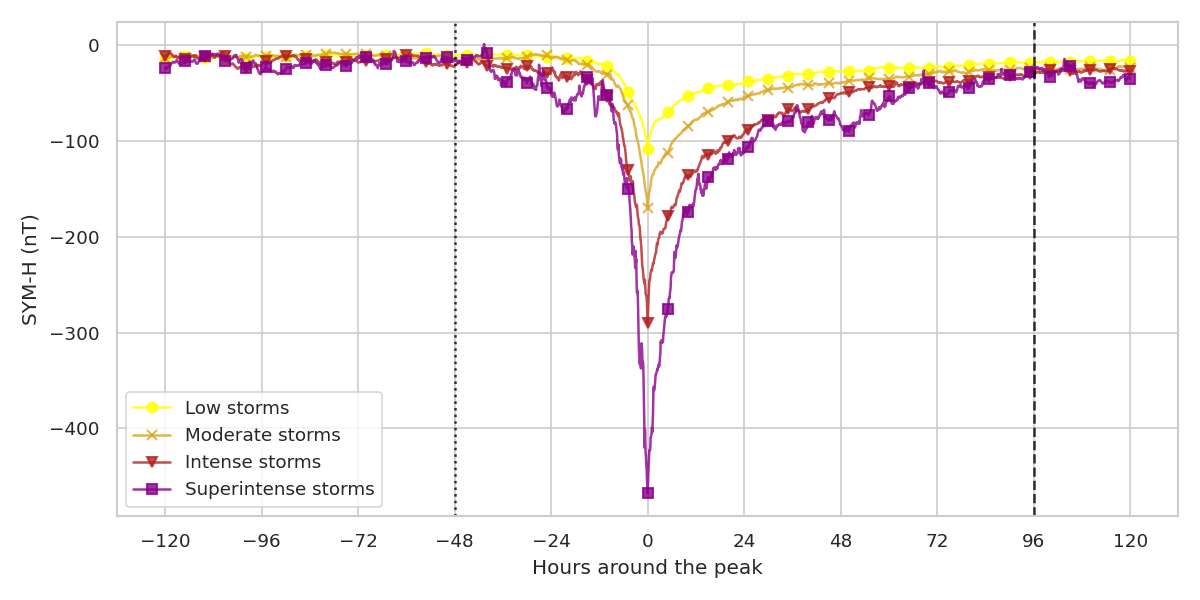 0
−100
−200
−300
−400
SYM-H (nT)
Low storms
Moderate storms
Intense storms
Superintense storms
−120 −96 −72 −48 −24 0 24 48 72 96 120
Hours around the peak